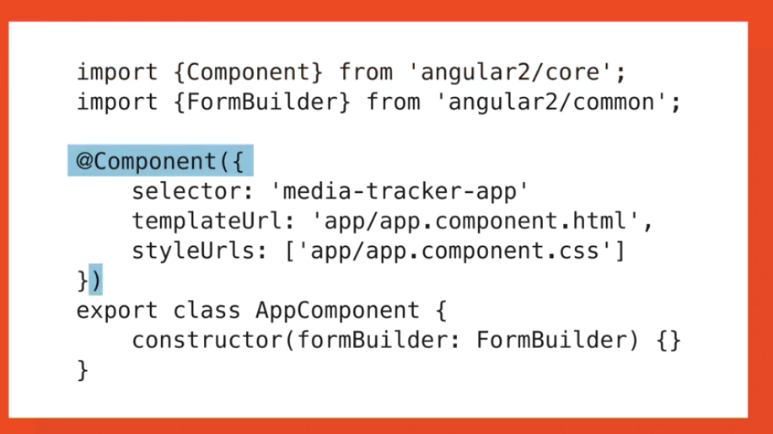 import {Component} from 'angular2/core';
import {FormBuilder} from 'angular2/common';
@Component({
selector: 'media-tracker-app'
templateUrl: 'app/app.component.html',
styleUrls: ['app/app.component.css']
})
export class AppComponent {
constructor(formBuilder: FormBuilder) {}
}